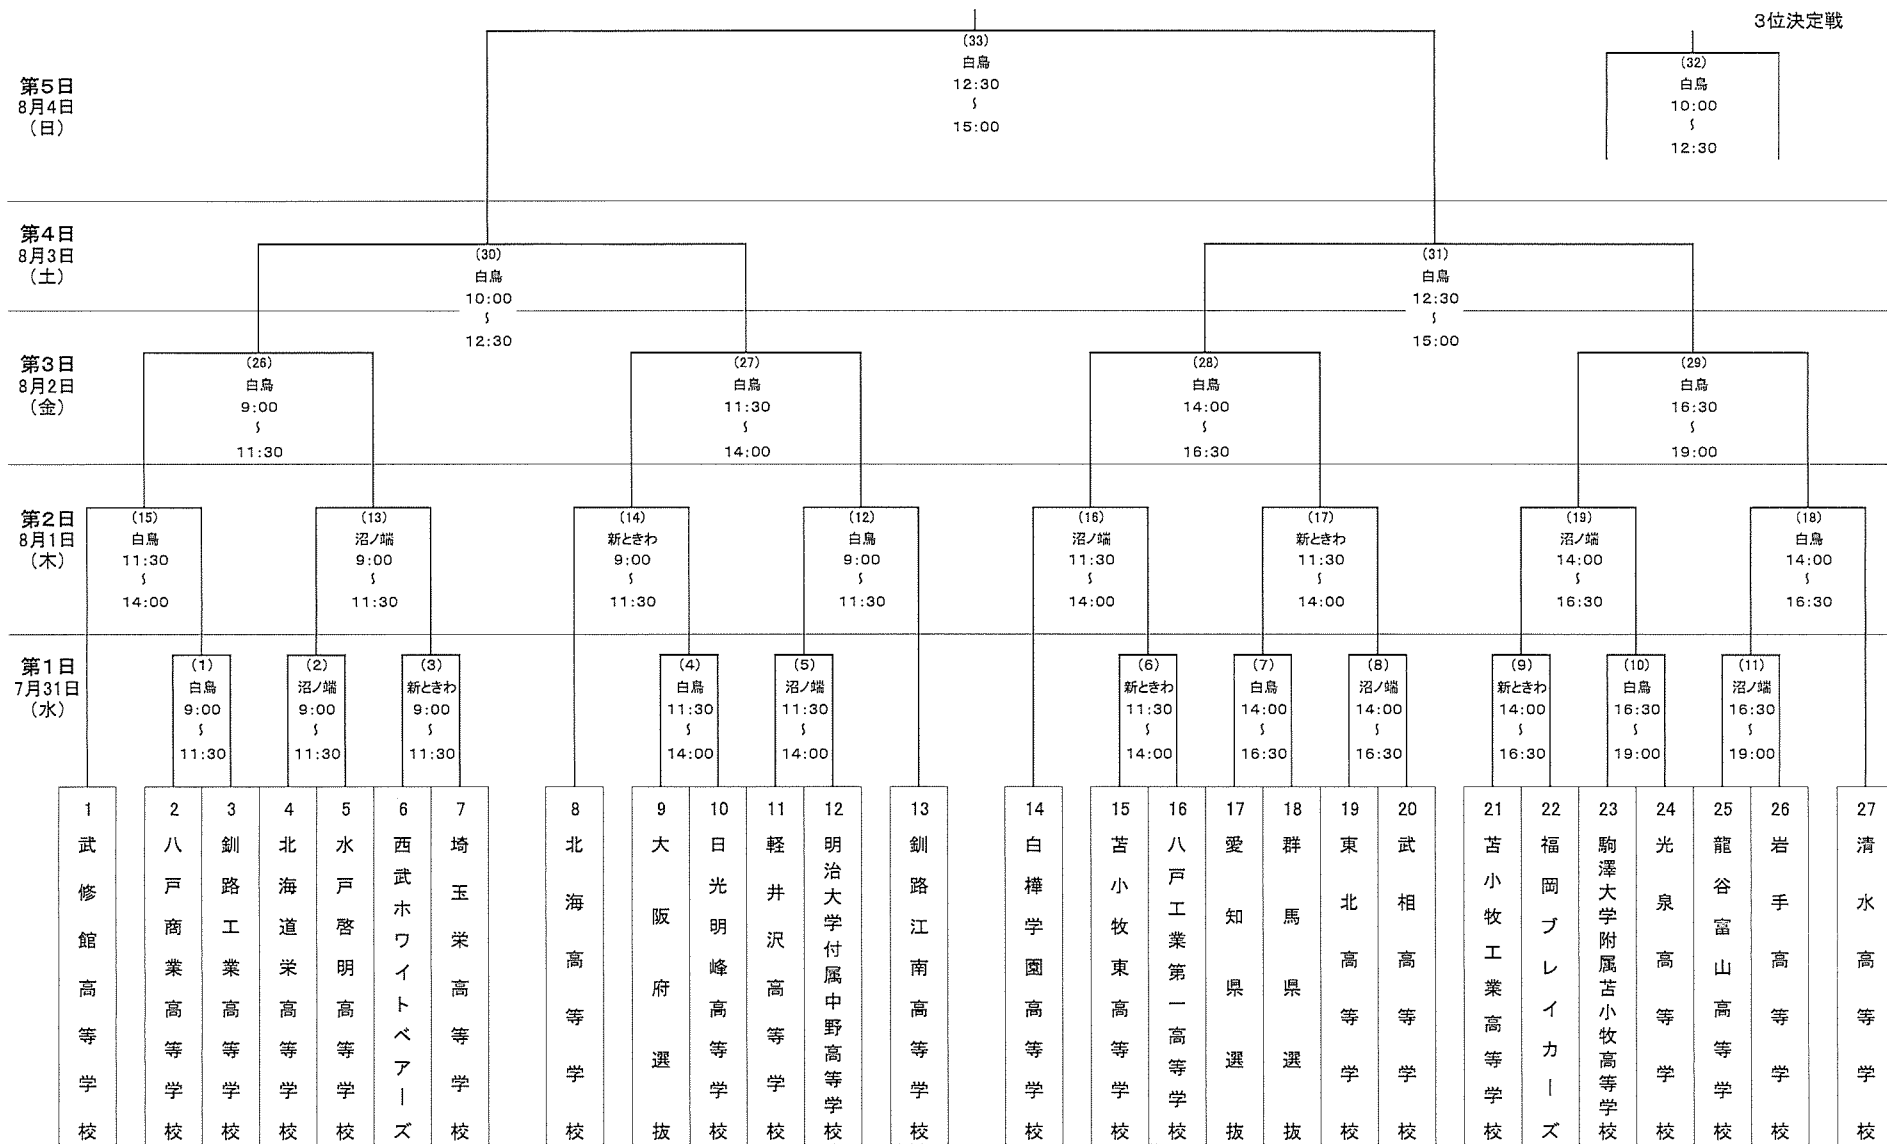 3位決定戦
第5日
8月4日
(日)
(33)
白鳥
12:30
~
15:00
(32)
白鳥
10:00
~
12:30
第4日
8月3日
(土)
(30)
白鳥
10:00
~
12:30
(31)
白鳥
12:30
~
15:00
第3日
8月2日
(金)
(26)
白鳥
9:00
~
11:30
(27)
白鳥
11:30
~
14:00
(28)
白鳥
14:00
~
16:30
(29)
白鳥
16:30
~
19:00
第2日
8月1日
(木)
(15)
白鳥
11:30
~
14:00
(13)
沼ノ端
9:00
~
11:30
(14)
新ときわ
9:00
~
11:30
(12)
白鳥
9:00
~
11:30
(16)
沼ノ端
11:30
~
14:00
(17)
新ときわ
11:30
~
14:00
(19)
沼ノ端
14:00
~
16:30
(18)
白鳥
14:00
~
16:30
第1日
7月31日
(水)
(1)
白鳥
9:00
~
11:30
(2)
沼ノ端
9:00
~
11:30
(3)
新ときわ
9:00
~
11:30
(4)
白鳥
11:30
~
14:00
(5)
沼ノ端
11:30
~
14:00
(6)
新ときわ
11:30
~
14:00
(7)
白鳥
14:00
~
16:30
(8)
沼ノ端
14:00
~
16:30
(9)
新ときわ
14:00
~
16:30
(10)
白鳥
16:30
~
19:00
(11)
沼ノ端
16:30
~
19:00
1
武修館高等学校
2
八戸商業高等学校
3
釧路工業高等学校
4
北海道栄高等学校
5
水戸啓明高等学校
6
西武ホワイトベアーズ
7
埼玉栄高等学校
8
北海高等学校
9
大阪府選抜
10
日光明峰高等学校
11
軽井沢高等学校
12
明治大学付属中野高等学校
13
釧路江南高等学校
14
白樺学園高等学校
15
苫小牧東高等学校
16
八戸工業第一高等学校
17
愛知県選抜
18
群馬県選抜
19
東北高等学校
20
武相高等学校
21
苫小牧工業高等学校
22
福岡ブレイカーズ
23
駒澤大学附属苫小牧高等学校
24
光泉高等学校
25
龍谷富山高等学校
26
岩手高等学校
27
清水高等学校